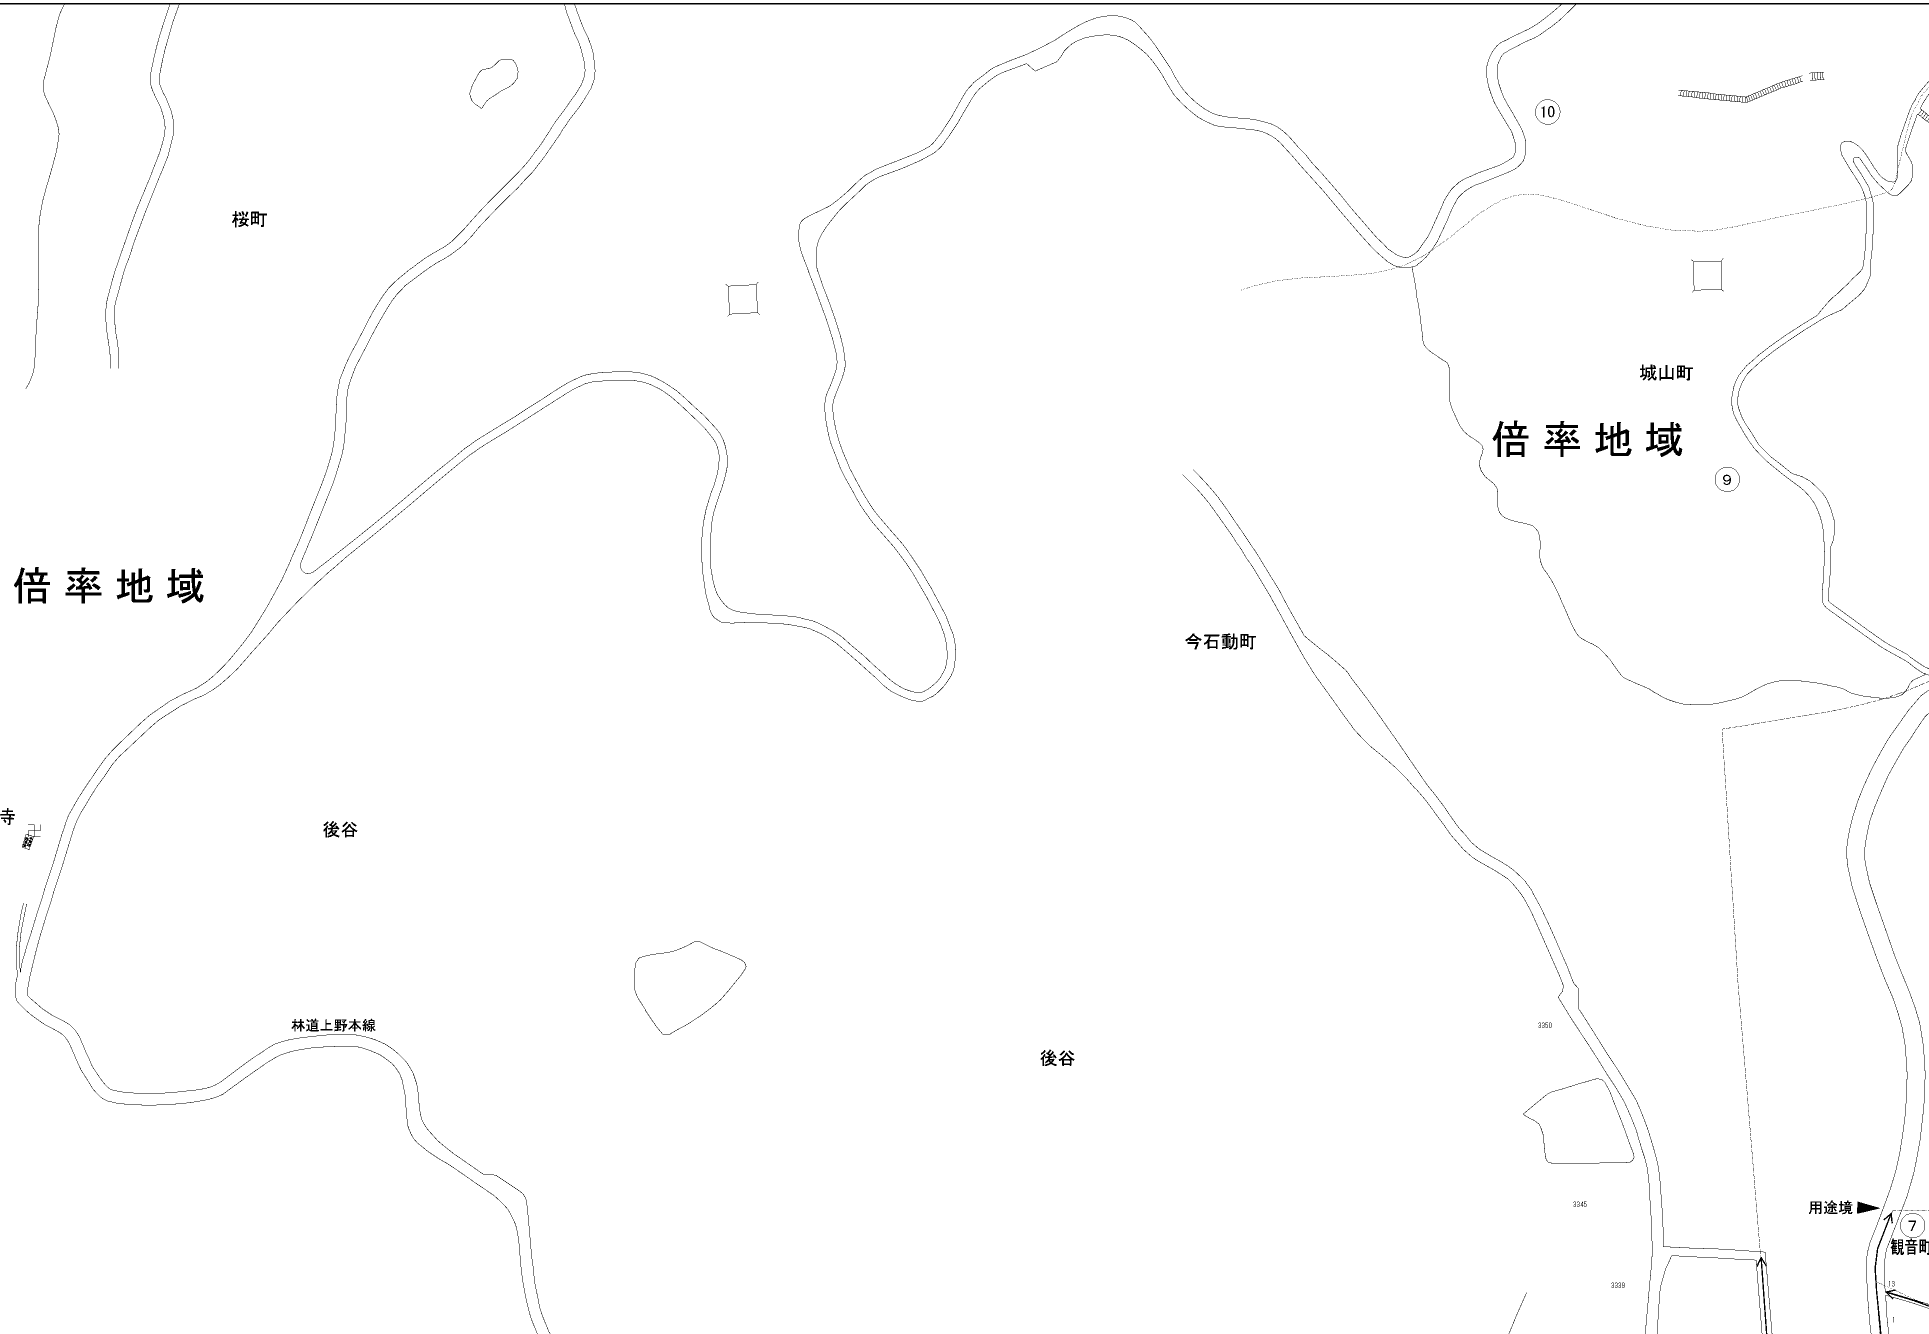 10
桜町
城山町
倍率地域
9
倍率地域
今石動町
寺
後谷
林道上野本線
3350
後谷
3345
用途境
7
観音町
3339
13
1